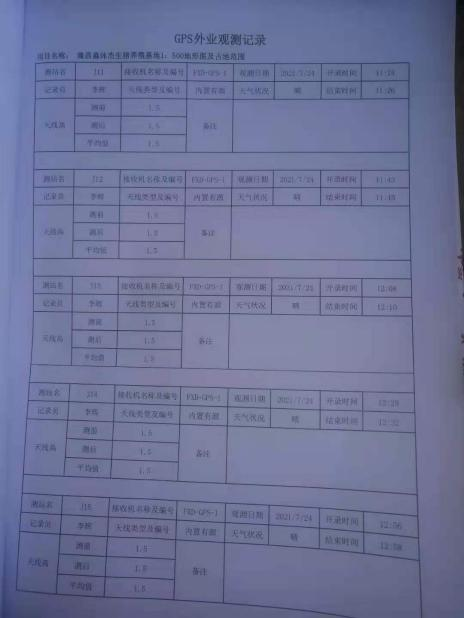 GPS外业观测记录
项目名称： 生猪养殖基地1：500地形图及占地范围
测站名 J11 接收机名称及编号 FXD-GPS-1 观测日期 2021/7/24 开录时间
记录员 李辉 天线类型及编号 内置有源 天气状况 晴 结束时间 11:26
天线高 测前 1.5 备注
测后 1.5
平均值 1.5
测站名 J12 接收机名称及编号 FXD-GPS-1 观测日期 2021/7/24 开录时间 11:43
记录员 李辉 天线类型及编号 内置有源 天气状况 晴 结束时间
天线高 测前 1.5 备注
测后 1.5
平均值 1.5
测站名 接收机名称及编号 FXD-GPS-1 观测日期 2021/7/24 开录时间 12:08
记录员 李辉 天线类型及编号 内置有源 天气状况 晴 结束时间 12:10
天线高 测前 1.5 备注
测后 1.5
平均值 1.5
测站名 J14 接收机名称及编号 FXD-GPS-1 观测日期 2021/7/24 开录时间 12:29
记录员 李辉 天线类型及编号 内置有源 天气状况 晴 结束时间 12:32
天线高 测前 1.5 备注
测后 1.5
平均值 1.5
测站名 J15 接收机名称及编号 FXD-GPS-1 观测日期 2021/7/24 开录时间 12:56
记录员 李辉 天线类型及编号 内置有源 天气状况 晴 结束时间 12:58
天线高 测前 1.5 备注
测后 1.5
平均值 1.5